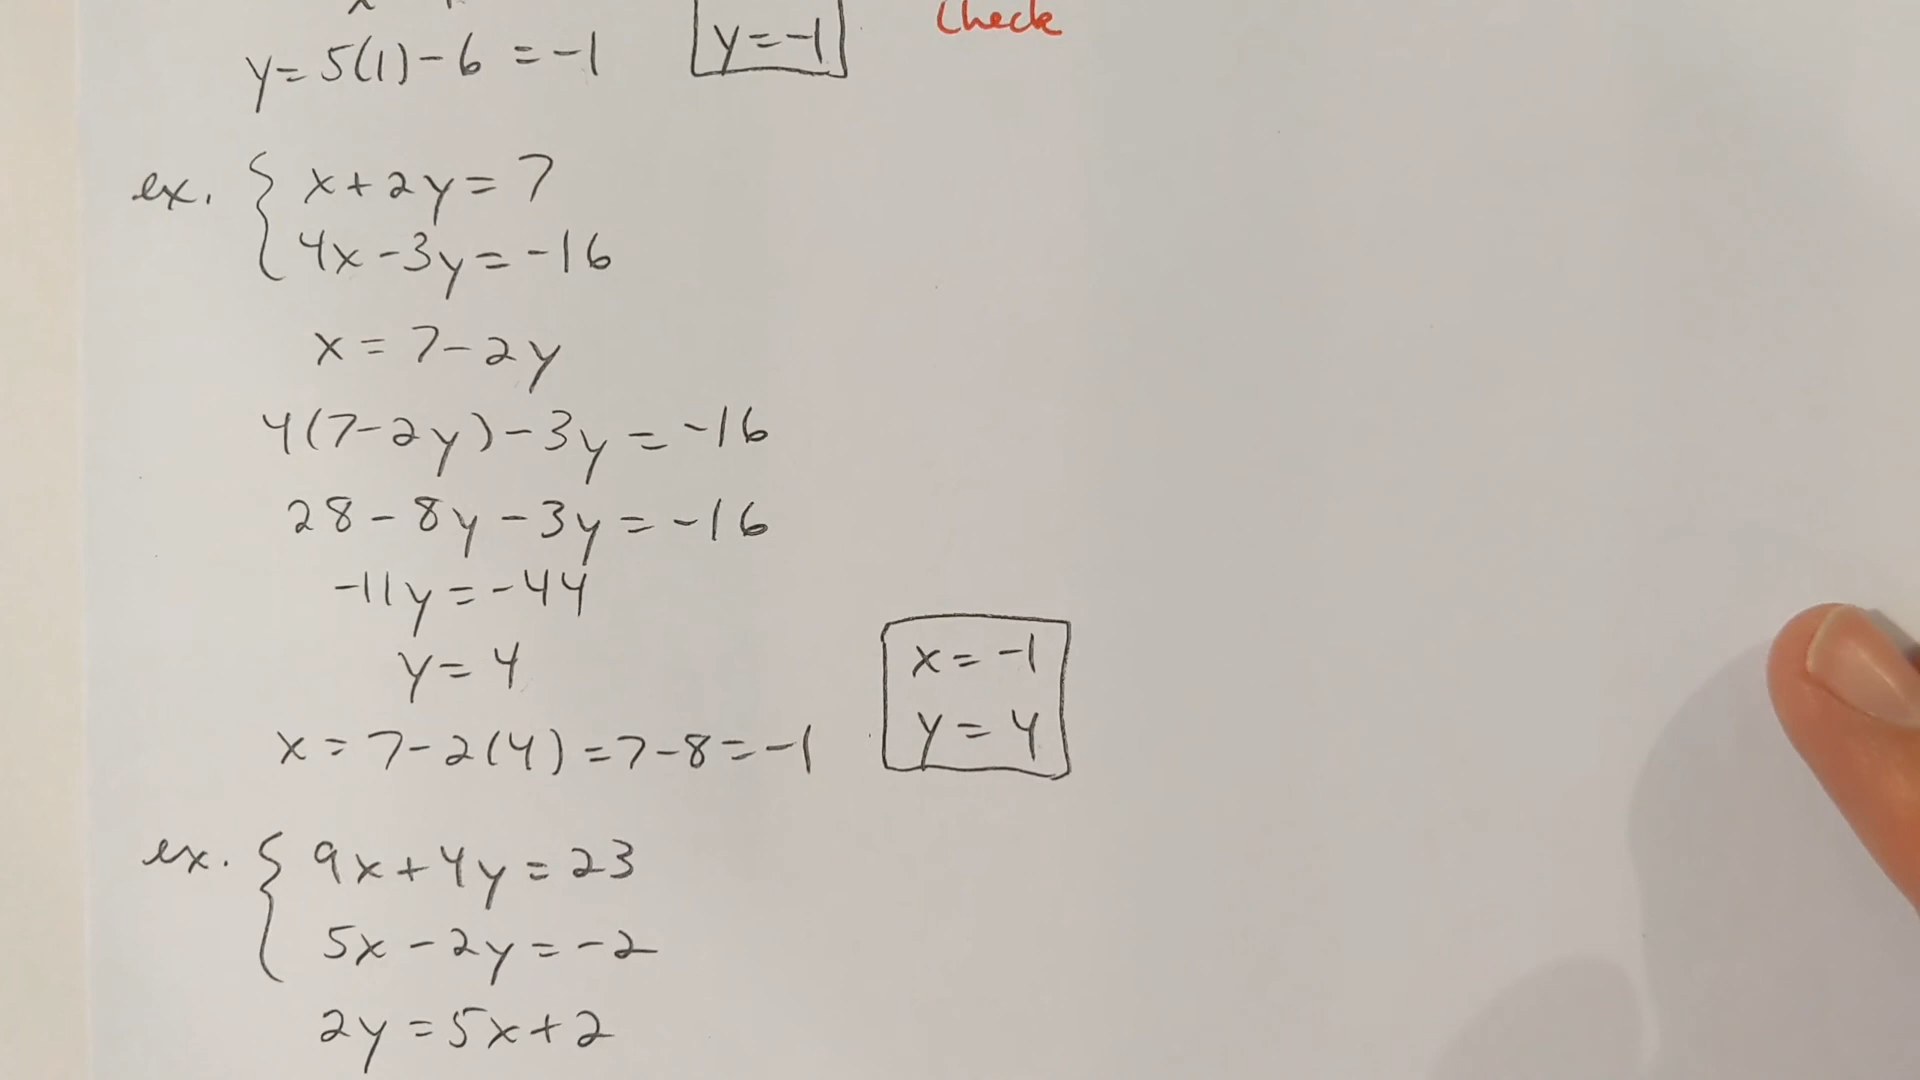 y=5(1)-6 = -1
y=-1
Check
ex. { x+2y=7
4x-3y=-16
x=7-2y
4(7-2y)-3y=-16
28-8y-3y=-16
-11y=-44
y=4
x=7-2(4)=7-8=-1
x=-1
y=4
ex. { 9x+4y=23
5x-2y=-2
2y=5x+2